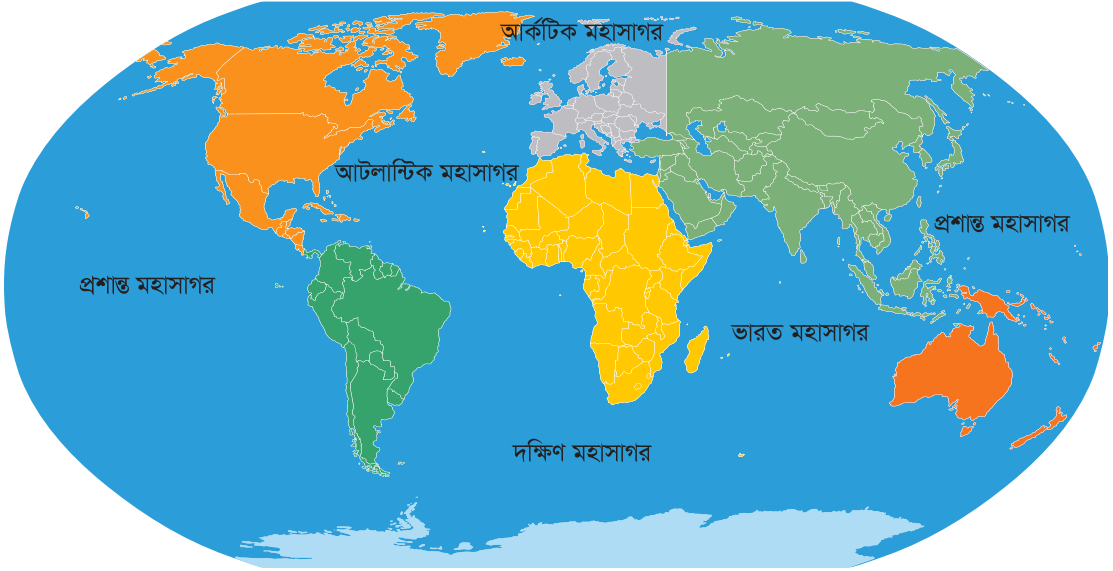 আর্কটিক মহাসাগর
আটলান্টিক মহাসাগর
প্রশান্ত মহাসাগর
প্রশান্ত মহাসাগর
ভারত মহাসাগর
দক্ষিণ মহাসাগর